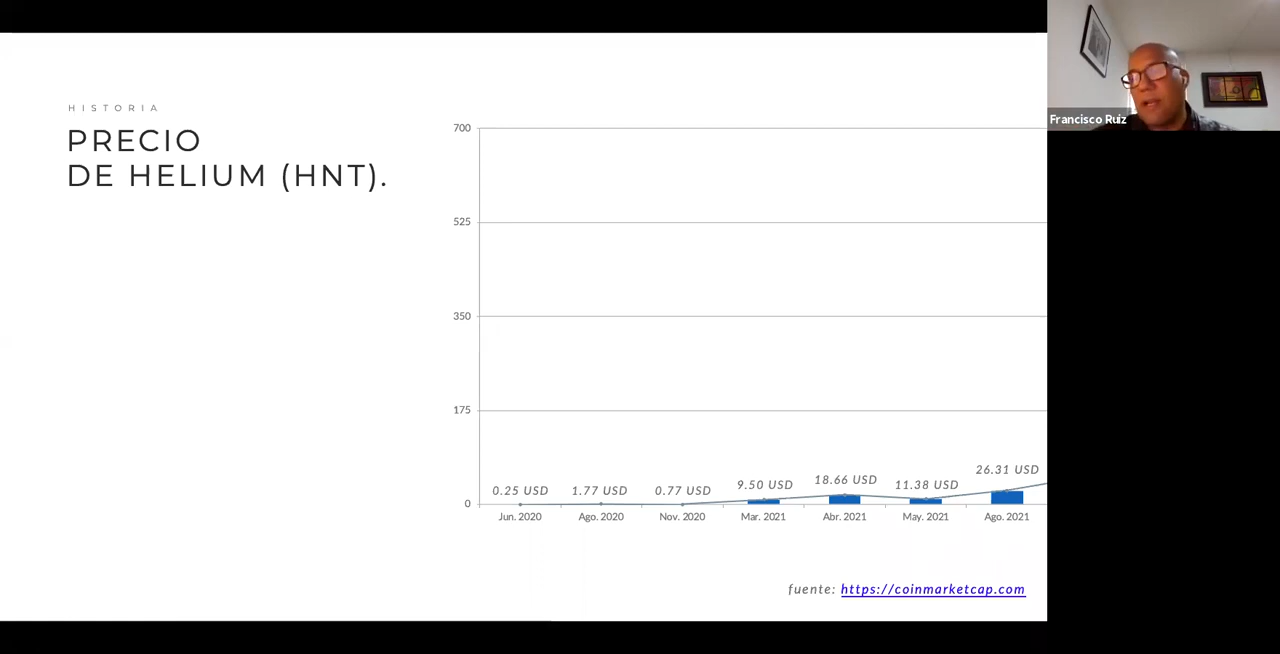 HISTORIA
PRECIO
DE HELIUM (HNT).
700
525
350
175
0
0.25 USD
1.77 USD
0.77 USD
9.50 USD
18.66 USD
11.38 USD
26.31 USD
Jun. 2020
Ago. 2020
Nov. 2020
Mar. 2021
Abr. 2021
May. 2021
Ago. 2021
fuente: https://coinmarketcap.com
Francisco Ruiz